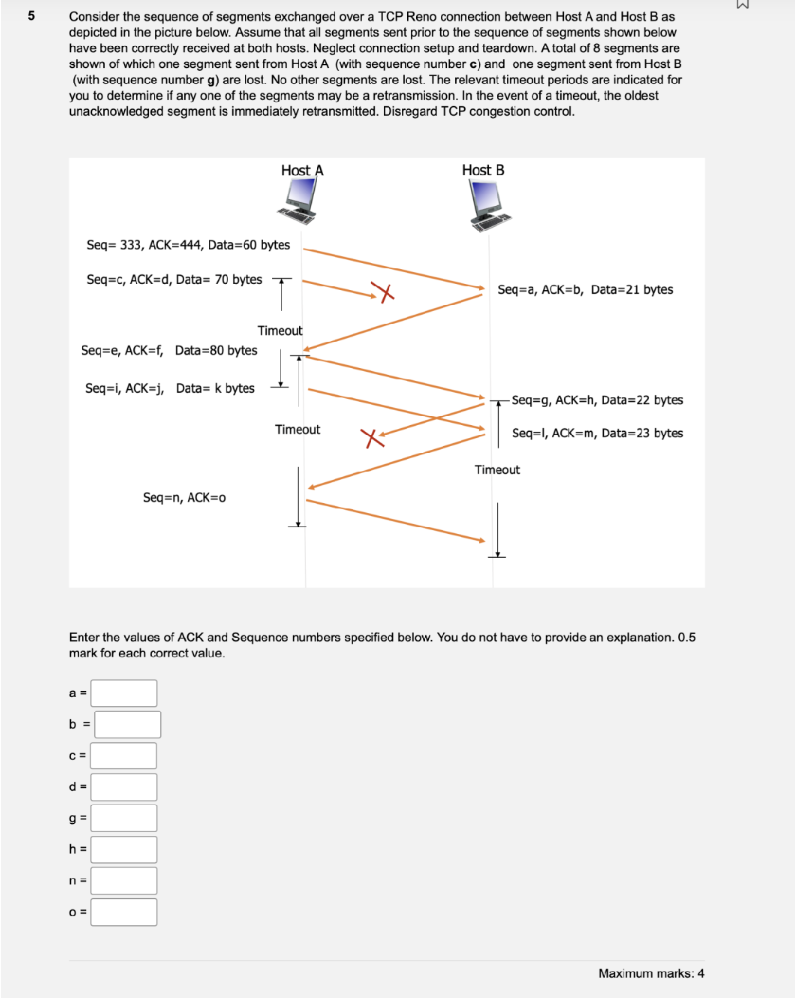 5
Consider the sequence of segments exchanged over a TCP Reno connection between Host A and Host B as
depicted in the picture below. Assume that all segments sent prior to the sequence of segments shown below
have been correctly received at both hosts. Neglect connection setup and teardown. A total of 8 segments are
shown of which one segment sent from Host A (with sequence number c) and one segment sent from Host B
(with sequence number g) are lost. No other segments are lost. The relevant timeout periods are indicated for
you to determine if any one of the segments may be a retransmission. In the event of a timeout, the oldest
unacknowledged segment is immediately retransmitted. Disregard TCP congestion control.
Host A
Host B
Seq= 333, ACK=444, Data=60 bytes
Seq=c, ACK=d, Data= 70 bytes
Seq=a, ACK=b, Data=21 bytes
Timeout
Seq=e, ACK=f, Data=80 bytes
Seq=i, ACK=j, Data= k bytes
Seq=g, ACK=h, Data=22 bytes
Timeout
Seq=l, ACK=m, Data=23 bytes
Timeout
Seq=n, ACK=o
Enter the values of ACK and Sequence numbers specified below. You do not have to provide an explanation. 0.5
mark for each correct value.
a =
b =
c =
d =
g =
h =
n =
o =
Maximum marks: 4